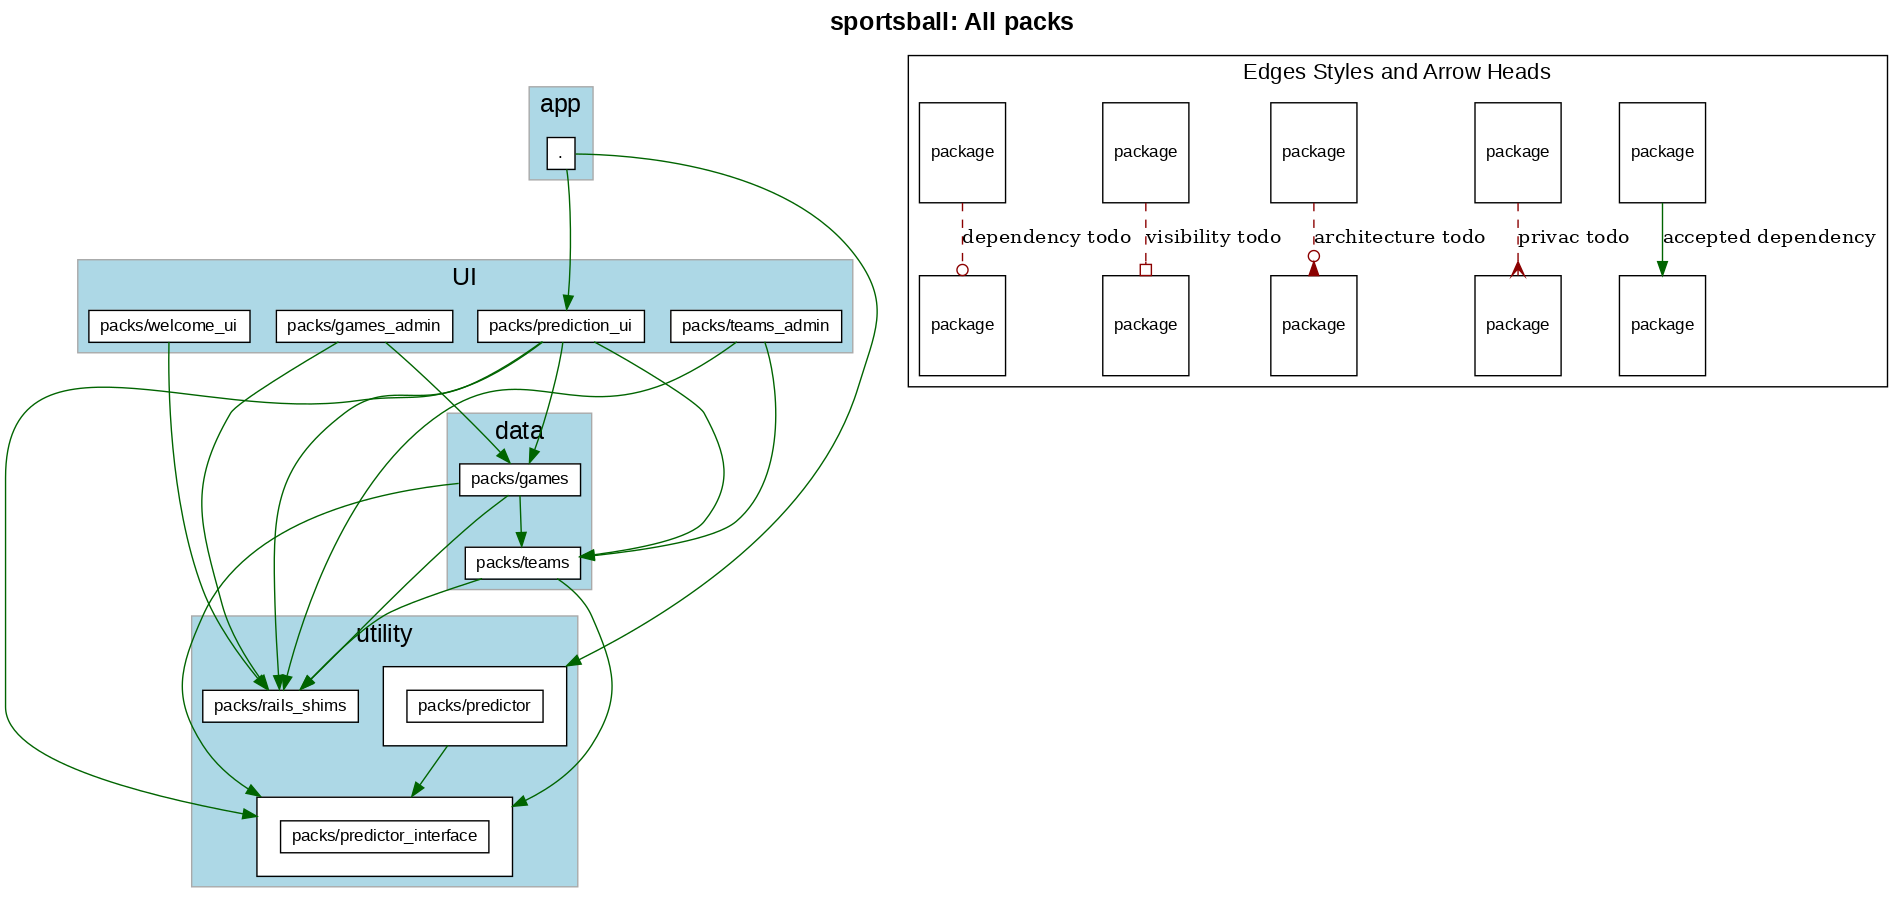 sportsball: All packs
app
.
UI
packs/welcome_ui
packs/games_admin
packs/prediction_ui
packs/teams_admin
data
packs/games
packs/teams
utility
packs/rails_shims
packs/predictor
packs/predictor_interface
Edges Styles and Arrow Heads
package
package
package
package
package
dependency todo
visibility todo
architecture todo
privac todo
accepted dependency
package
package
package
package
package